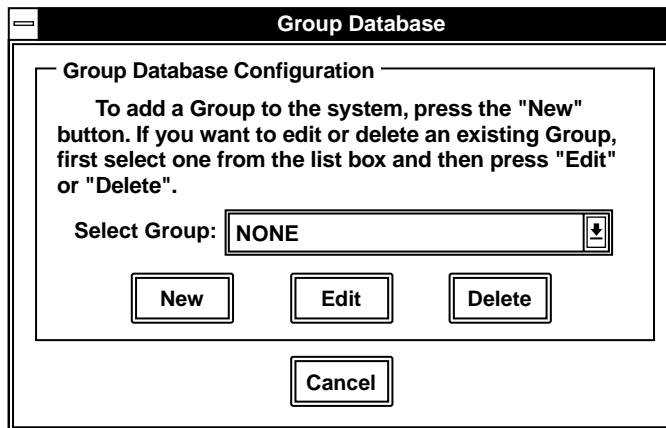 Group Database
Group Database Configuration
To add a Group to the system, press the "New"
button. If you want to edit or delete an existing Group,
first select one from the list box and then press "Edit"
or "Delete".
Select Group: NONE
New Edit Delete
Cancel